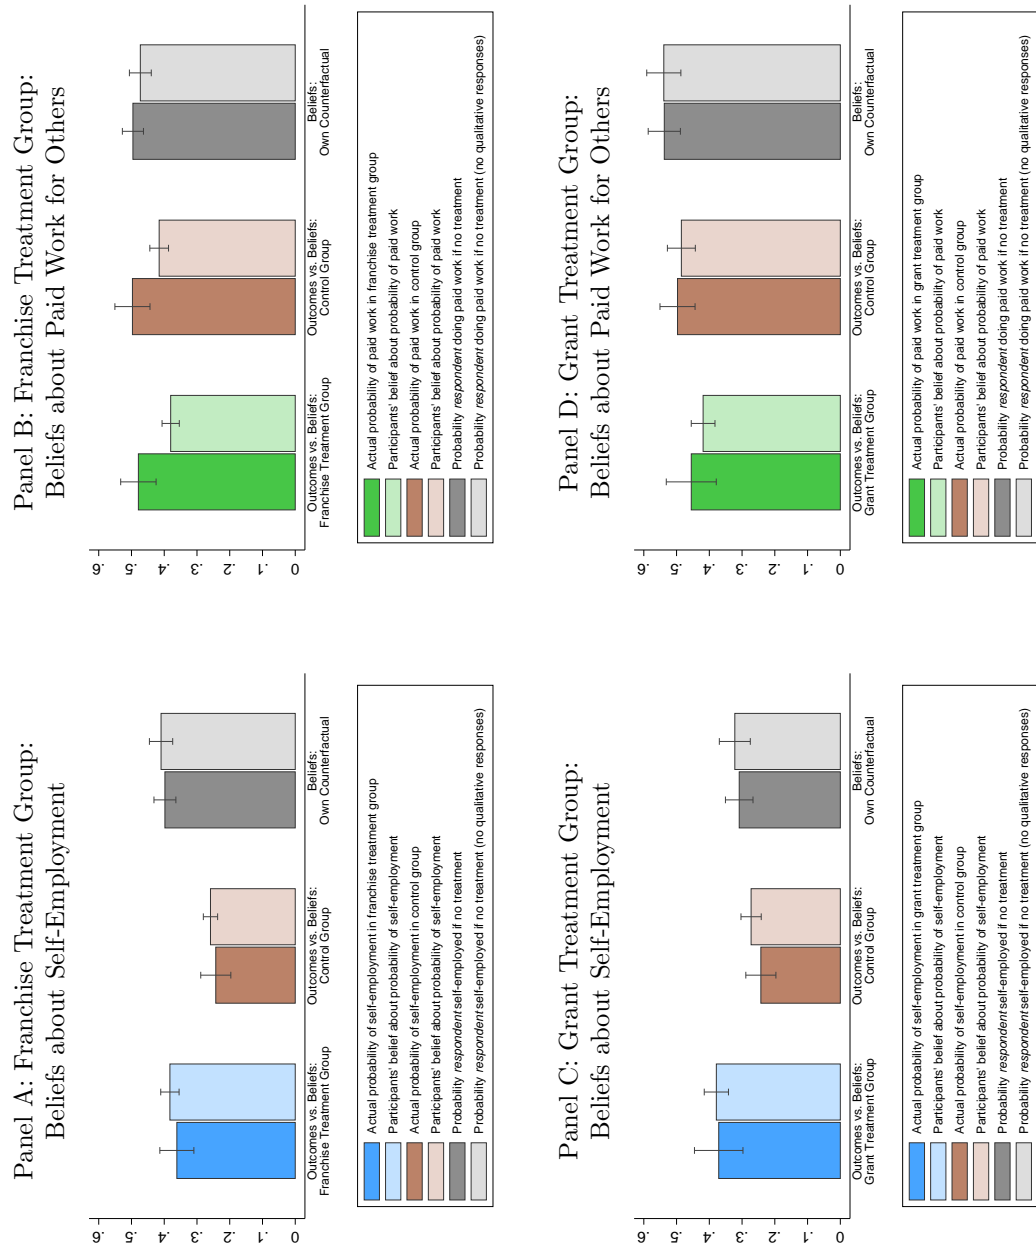 Panel A: Franchise Treatment Group:
Beliefs about Self-Employment
.6
.5
.4
.3
.2
.1
0
Outcomes vs. Beliefs:
Franchise Treatment Group
Outcomes vs. Beliefs:
Control Group
Beliefs:
Own Counterfactual
Actual probability of self-employment in franchise treatment group
Participants' belief about probability of self-employment
Actual probability of self-employment in control group
Participants' belief about probability of self-employment
Probability respondent self-employed if no treatment
Probability respondent self-employed if no treatment (no qualitative responses)
Panel B: Franchise Treatment Group:
Beliefs about Paid Work for Others
.6
.5
.4
.3
.2
.1
0
Outcomes vs. Beliefs:
Franchise Treatment Group
Outcomes vs. Beliefs:
Control Group
Beliefs:
Own Counterfactual
Actual probability of paid work in franchise treatment group
Participants' belief about probability of paid work
Actual probability of paid work in control group
Participants' belief about probability of paid work
Probability respondent doing paid work if no treatment
Probability respondent doing paid work if no treatment (no qualitative responses)
Panel C: Grant Treatment Group:
Beliefs about Self-Employment
.6
.5
.4
.3
.2
.1
0
Outcomes vs. Beliefs:
Grant Treatment Group
Outcomes vs. Beliefs:
Control Group
Beliefs:
Own Counterfactual
Actual probability of self-employment in grant treatment group
Participants' belief about probability of self-employment
Actual probability of self-employment in control group
Participants' belief about probability of self-employment
Probability respondent self-employed if no treatment
Probability respondent self-employed if no treatment (no qualitative responses)
Panel D: Grant Treatment Group:
Beliefs about Paid Work for Others
.6
.5
.4
.3
.2
.1
0
Outcomes vs. Beliefs:
Grant Treatment Group
Outcomes vs. Beliefs:
Control Group
Beliefs:
Own Counterfactual
Actual probability of paid work in grant treatment group
Participants' belief about probability of paid work
Actual probability of paid work in control group
Participants' belief about probability of paid work
Probability respondent doing paid work if no treatment
Probability respondent doing paid work if no treatment (no qualitative responses)